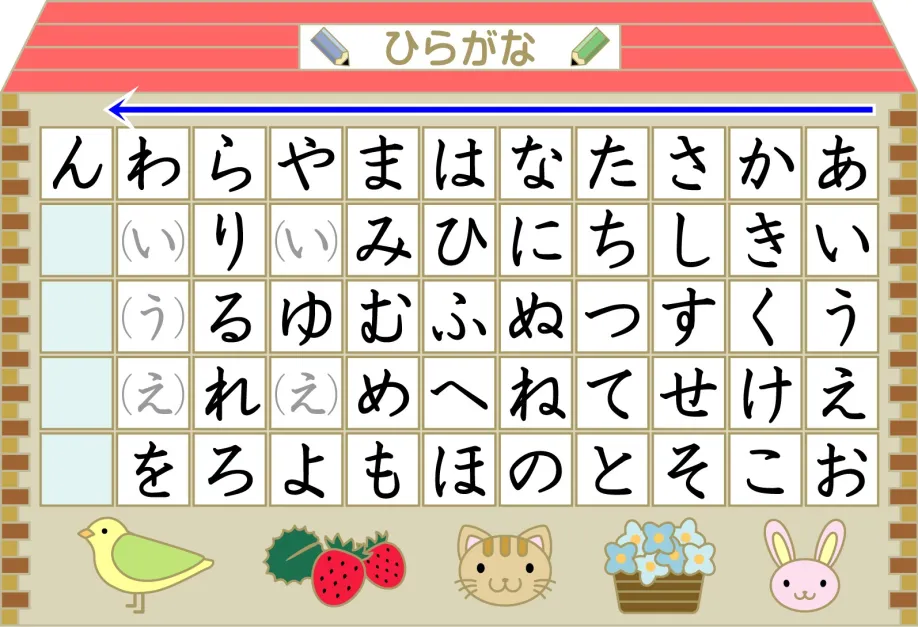 ひらがな
ん わ ら や ま は な た さ か あ
(い) り (い) み ひ に ち し き い
(う) る ゆ む ふ ぬ つ す く う
(え) れ (え) め へ ね て せ け え
を ろ よ も ほ の と そ こ お